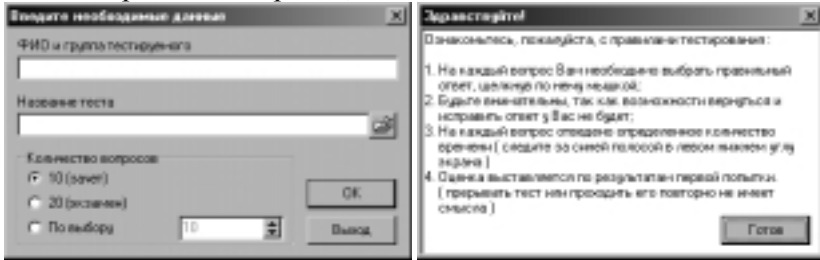 Введите необходимые данные
ФИО и группа тестируемого
Название теста
Количество вопросов
10 (зачет)
20 (экзамен)
По выбору
10
OK
Выход
Здравствуйте!
Ознакомьтесь, пожалуйста, с правилами тестирования:
1. На каждый вопрос Вам необходимо выбрать правильный
ответ, щелкнув по нему мышкой;
2. Будьте внимательны, так как возможности вернуться и
исправить ответ у Вас не будет;
3. На каждый вопрос отведено определенное количество
времени ( следите за синей полосой в левом нижнем углу
экрана )
4. Оценка выставляется по результатам первой попытки.
( прерывать тест или проходить его повторно не имеет
смысла )
Готов